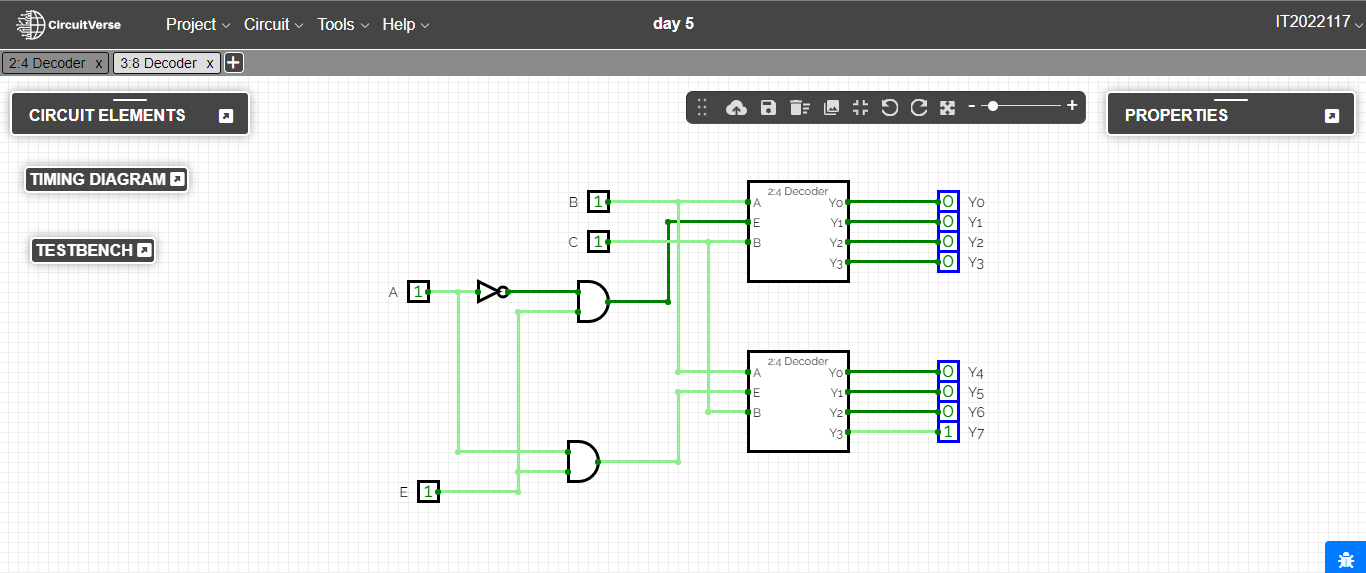 CircuitVerse Project Circuit Tools Help day 5 IT2022117
2:4 Decoder x 3:8 Decoder x +
CIRCUIT ELEMENTS
- +
PROPERTIES
TIMING DIAGRAM
TESTBENCH
2:4 Decoder
B 1 A Y0 0 Y0
E Y1 0 Y1
C 1 B Y2 0 Y2
Y3 0 Y3
A 1
2:4 Decoder
A Y0 0 Y4
E Y1 0 Y5
B Y2 0 Y6
Y3 1 Y7
E 1